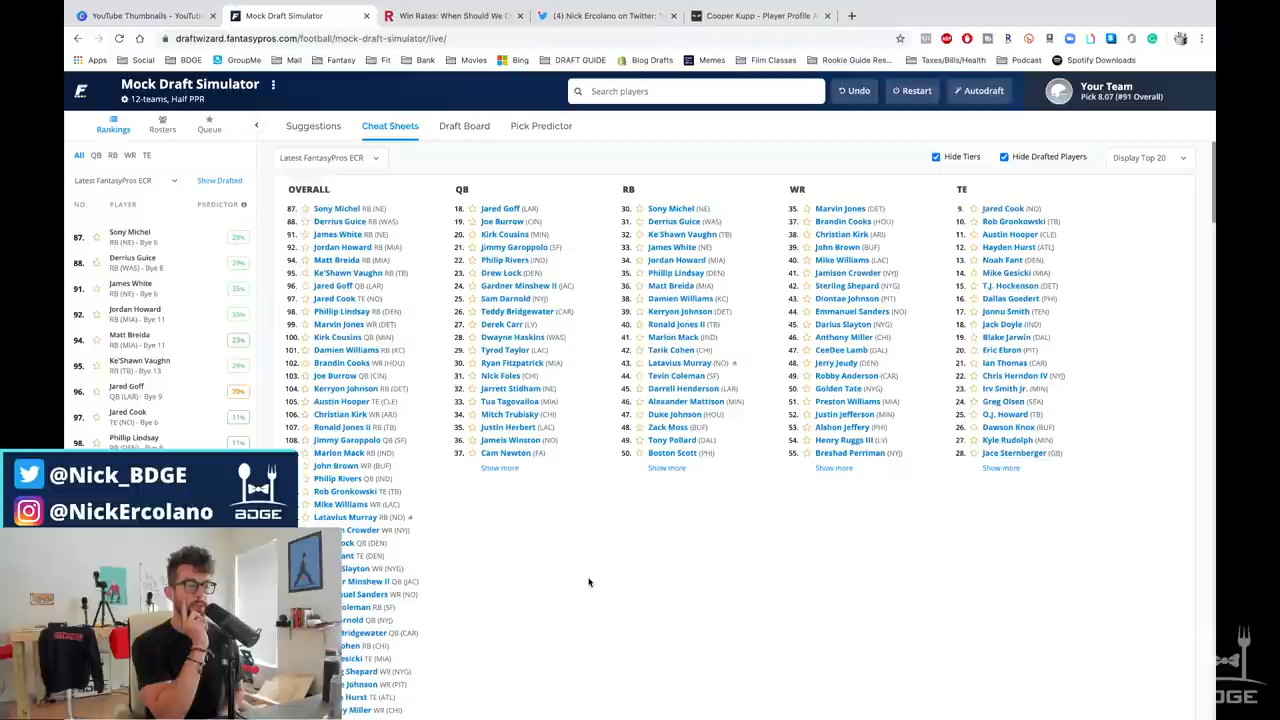 YouTube Thumbnails - YouTub
Mock Draft Simulator
Win Rates: When Should We D
(4) Nick Ercolano on Twitter: "
Cooper Kupp - Player Profile A
draftwizard.fantasypros.com/football/mock-draft-simulator/live/
Apps Social BDGE GroupMe Mail Fantasy Fit Bank Movies Bing DRAFT GUIDE Blog Drafts Memes Film Classes Rookie Guide Res... Taxes/Bills/Health Podcast Spotify Downloads
Mock Draft Simulator
12-teams, Half PPR
Search players
Undo
Restart
Autodraft
Your Team
Pick 8.07 (#91 Overall)
Rankings Rosters Queue
Suggestions Cheat Sheets Draft Board Pick Predictor
All QB RB WR TE
Latest FantasyPros ECR
Show Drafted
NO. PLAYER PREDICTOR
87. Sony Michel 29%
RB (NE) - Bye 6
88. Derrius Guice 29%
RB (WAS) - Bye 8
91. James White 35%
RB (NE) - Bye 6
92. Jordan Howard 35%
RB (MIA) - Bye 11
94. Matt Breida 23%
RB (MIA) - Bye 11
95. Ke'Shawn Vaughn 29%
RB (TB) - Bye 13
96. Jared Goff 70%
QB (LAR) - Bye 9
97. Jared Cook 11%
TE (NO) - Bye 6
98. Phillip Lindsay 11%
Latest FantasyPros ECR
Hide Tiers
Hide Drafted Players
Display Top 20
OVERALL
87. Sony Michel RB (NE)
88. Derrius Guice RB (WAS)
91. James White RB (NE)
92. Jordan Howard RB (MIA)
94. Matt Breida RB (MIA)
95. Ke'Shawn Vaughn RB (TB)
96. Jared Goff QB (LAR)
97. Jared Cook TE (NO)
98. Phillip Lindsay RB (DEN)
99. Marvin Jones WR (DET)
100. Kirk Cousins QB (MIN)
101. Damien Williams RB (KC)
102. Brandin Cooks WR (HOU)
103. Joe Burrow QB (CIN)
104. Kerryon Johnson RB (DET)
105. Austin Hooper TE (CLE)
106. Christian Kirk WR (ARI)
107. Ronald Jones II RB (TB)
108. Jimmy Garoppolo QB (SF)
Marlon Mack RB (IND)
John Brown WR (BUF)
Philip Rivers QB (IND)
Rob Gronkowski TE (TB)
Mike Williams WR (LAC)
Latavius Murray RB (NO)
n Crowder WR (NYJ)
ock QB (DEN)
ant TE (DEN)
Slayton WR (NYG)
r Minshew II QB (JAC)
uel Sanders WR (NO)
oleman RB (SF)
arnold QB (NYJ)
Bridgewater QB (CAR)
ohen RB (CHI)
esicki TE (MIA)
g Shepard WR (NYG)
e Johnson WR (PIT)
Hurst TE (ATL)
y Miller WR (CHI)
QB
18. Jared Goff (LAR)
19. Joe Burrow (CIN)
20. Kirk Cousins (MIN)
21. Jimmy Garoppolo (SF)
22. Philip Rivers (IND)
23. Drew Lock (DEN)
24. Gardner Minshew II (JAC)
25. Sam Darnold (NYJ)
26. Teddy Bridgewater (CAR)
27. Derek Carr (LV)
28. Dwayne Haskins (WAS)
29. Tyrod Taylor (LAC)
30. Ryan Fitzpatrick (MIA)
31. Nick Foles (CHI)
32. Jarrett Stidham (NE)
33. Tua Tagovailoa (MIA)
34. Mitch Trubisky (CHI)
35. Justin Herbert (LAC)
36. Jameis Winston (NO)
37. Cam Newton (FA)
Show more
RB
30. Sony Michel (NE)
31. Derrius Guice (WAS)
32. Ke'Shawn Vaughn (TB)
33. James White (NE)
34. Jordan Howard (MIA)
35. Phillip Lindsay (DEN)
36. Matt Breida (MIA)
38. Damien Williams (KC)
39. Kerryon Johnson (DET)
40. Ronald Jones II (TB)
41. Marlon Mack (IND)
42. Tarik Cohen (CHI)
43. Latavius Murray (NO)
44. Tevin Coleman (SF)
45. Darrell Henderson (LAR)
46. Alexander Mattison (MIN)
47. Duke Johnson (HOU)
48. Zack Moss (BUF)
49. Tony Pollard (DAL)
50. Boston Scott (PHI)
Show more
WR
35. Marvin Jones (DET)
37. Brandin Cooks (HOU)
38. Christian Kirk (ARI)
39. John Brown (BUF)
40. Mike Williams (LAC)
41. Jamison Crowder (NYJ)
42. Sterling Shepard (NYG)
43. Diontae Johnson (PIT)
44. Emmanuel Sanders (NO)
45. Darius Slayton (NYG)
46. Anthony Miller (CHI)
47. CeeDee Lamb (DAL)
48. Jerry Jeudy (DEN)
49. Robby Anderson (CAR)
50. Golden Tate (NYG)
51. Preston Williams (MIA)
52. Justin Jefferson (MIN)
53. Alshon Jeffery (PHI)
54. Henry Ruggs III (LV)
55. Breshad Perriman (NYJ)
Show more
TE
9. Jared Cook (NO)
10. Rob Gronkowski (TB)
11. Austin Hooper (CLE)
12. Hayden Hurst (ATL)
13. Noah Fant (DEN)
14. Mike Gesicki (MIA)
15. T.J. Hockenson (DET)
16. Dallas Goedert (PHI)
17. Jonnu Smith (TEN)
18. Jack Doyle (IND)
19. Blake Jarwin (DAL)
20. Eric Ebron (PIT)
21. Ian Thomas (CAR)
22. Chris Herndon IV (NYJ)
23. Irv Smith Jr. (MIN)
24. Greg Olsen (SEA)
25. O.J. Howard (TB)
26. Dawson Knox (BUF)
27. Kyle Rudolph (MIN)
28. Jace Sternberger (GB)
Show more
@Nick_BDGE
@NickErcolano
BDGE
BDGE